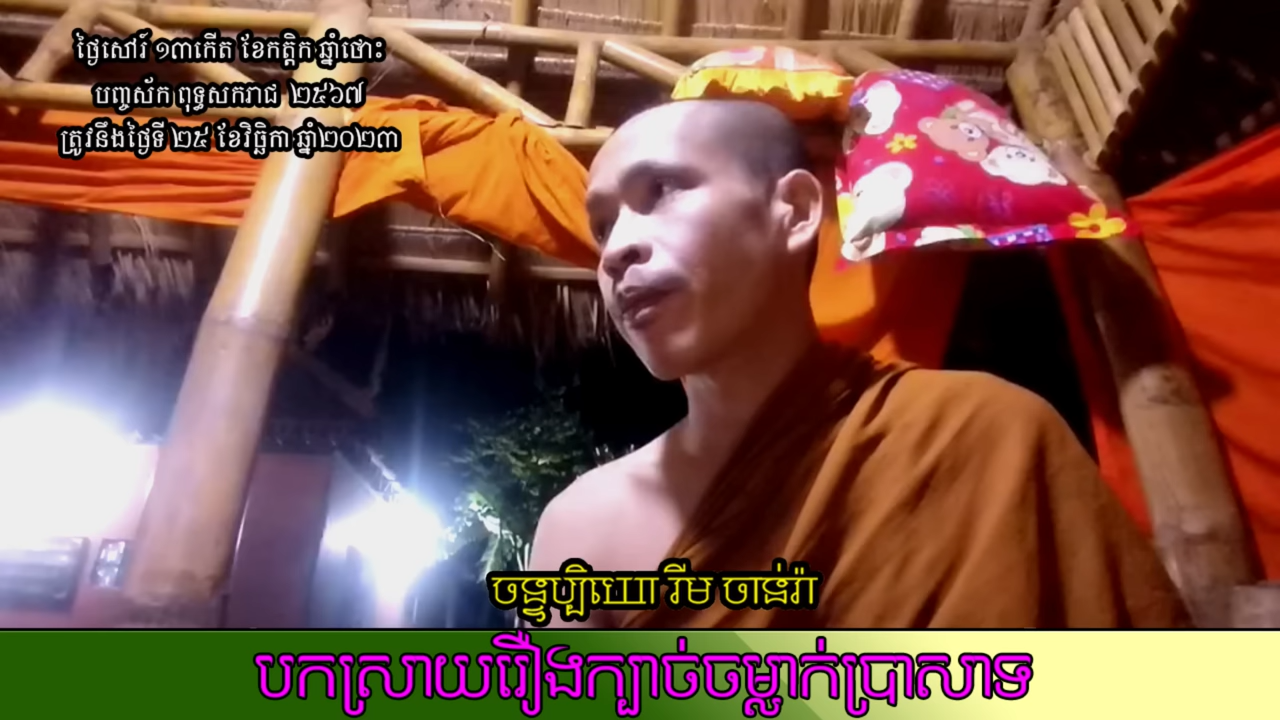 ថ្ងៃសៅរ៍ ១៣កើត ខែកត្តិក ឆ្នាំថោះ
បញ្ចស័ក ពុទ្ធសករាជ ២៥៦៧
ត្រូវនឹងថ្ងៃទី ២៥ ខែវិច្ឆិកា ឆ្នាំ២០២៣
ចន្ទប្បិយោ រីម ចាន់រ៉ា
បកស្រាយរឿងក្បាច់ចម្លាក់ប្រាសាទ